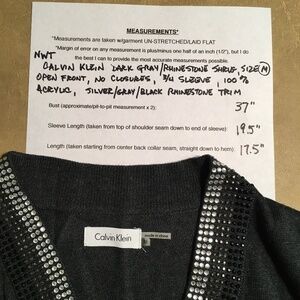 MEASUREMENTS*
*Measurements are taken w/garment UN-STRETCHED/LAID FLAT
*Margin of error on any measurement is plus/minus one half of an inch (1/2"), but I do
the best I can to provide the most accurate measurements possible.
NWT
CALVIN KLEIN DARK GRAY/RHINESTONE SHRUG, SIZE (M)
OPEN FRONT, NO CLOSURES, 3/4 SLEEVE, 100%
ACRYLIC, SILVER/GRAY/BLACK RHINESTONE TRIM
Bust (approximate/pit-to-pit measurement x 2): 37"
Sleeve Length (taken from top of shoulder seam down to end of sleeve): 19.5"
Length (taken starting from center back collar seam, straight down to hem): 17.5"
Calvin Klein
made in china
M